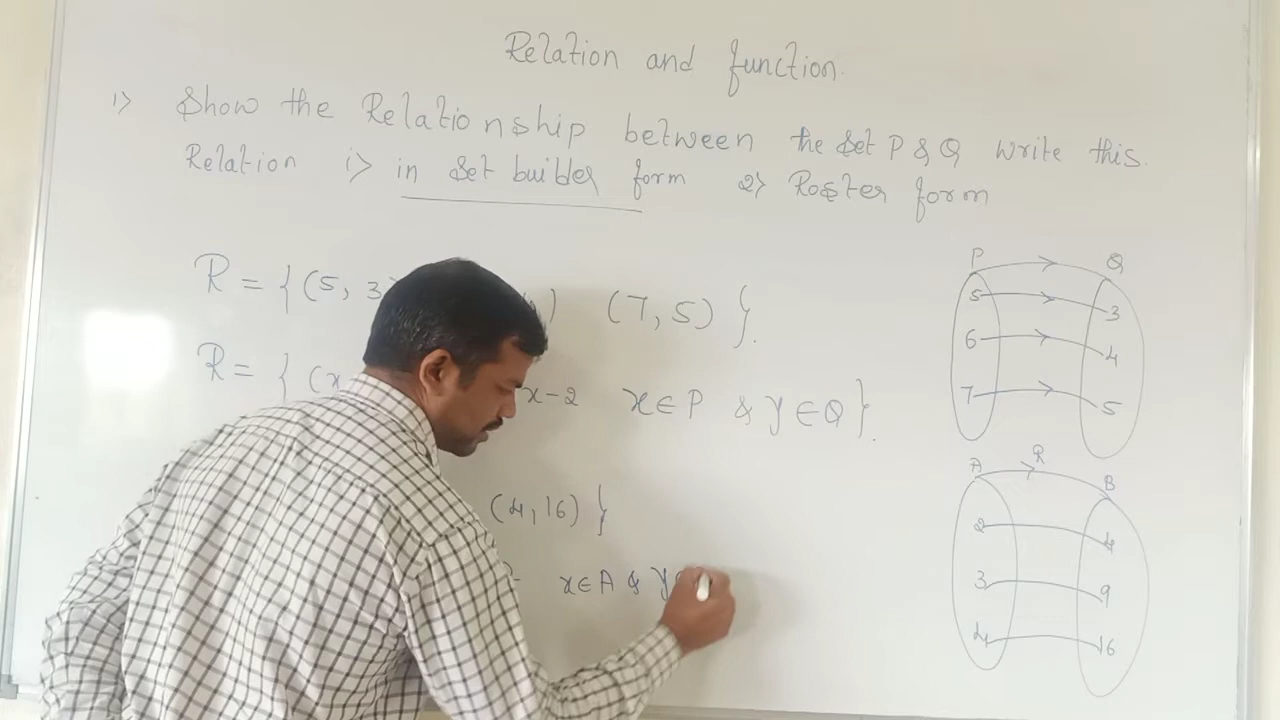 Relation and function.
1) Show the Relationship between the set P & Q write this.
Relation i) in set builder form 2) Roster form
R = { (5, 3 ) (7, 5) }.
R = { (x x-2 x ∈ P & y ∈ Q }.
(4, 16) }
x ∈ A & y
P Q
5 3
6 4
7 5
A R B
2 4
3 9
4 16